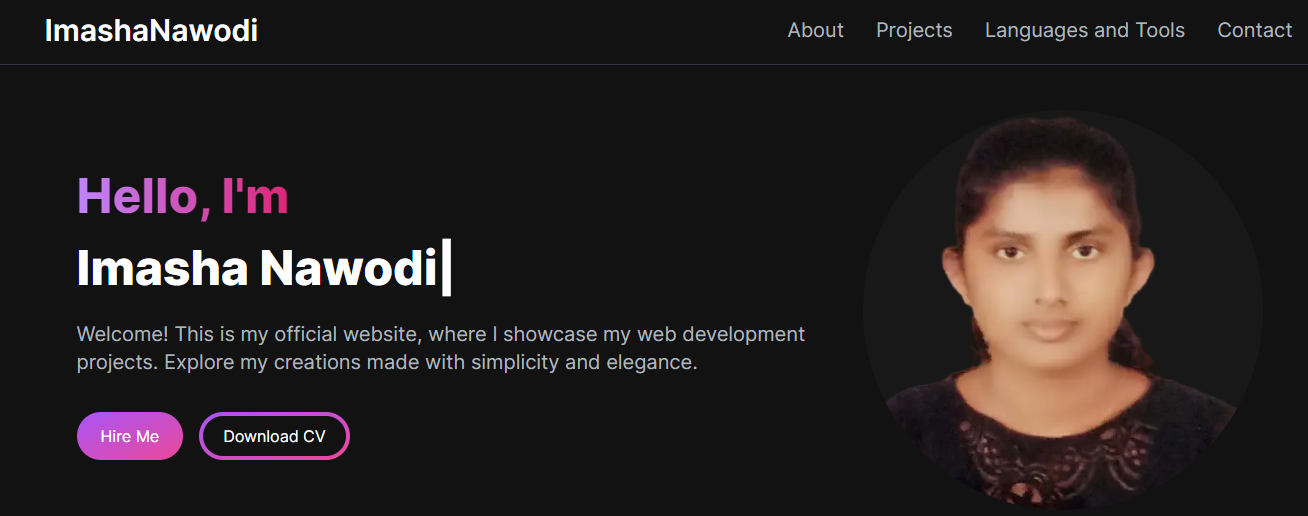 ImashaNawodi
About Projects Languages and Tools Contact
Hello, I'm
Imasha Nawodi
Welcome! This is my official website, where I showcase my web development
projects. Explore my creations made with simplicity and elegance.
Hire Me Download CV